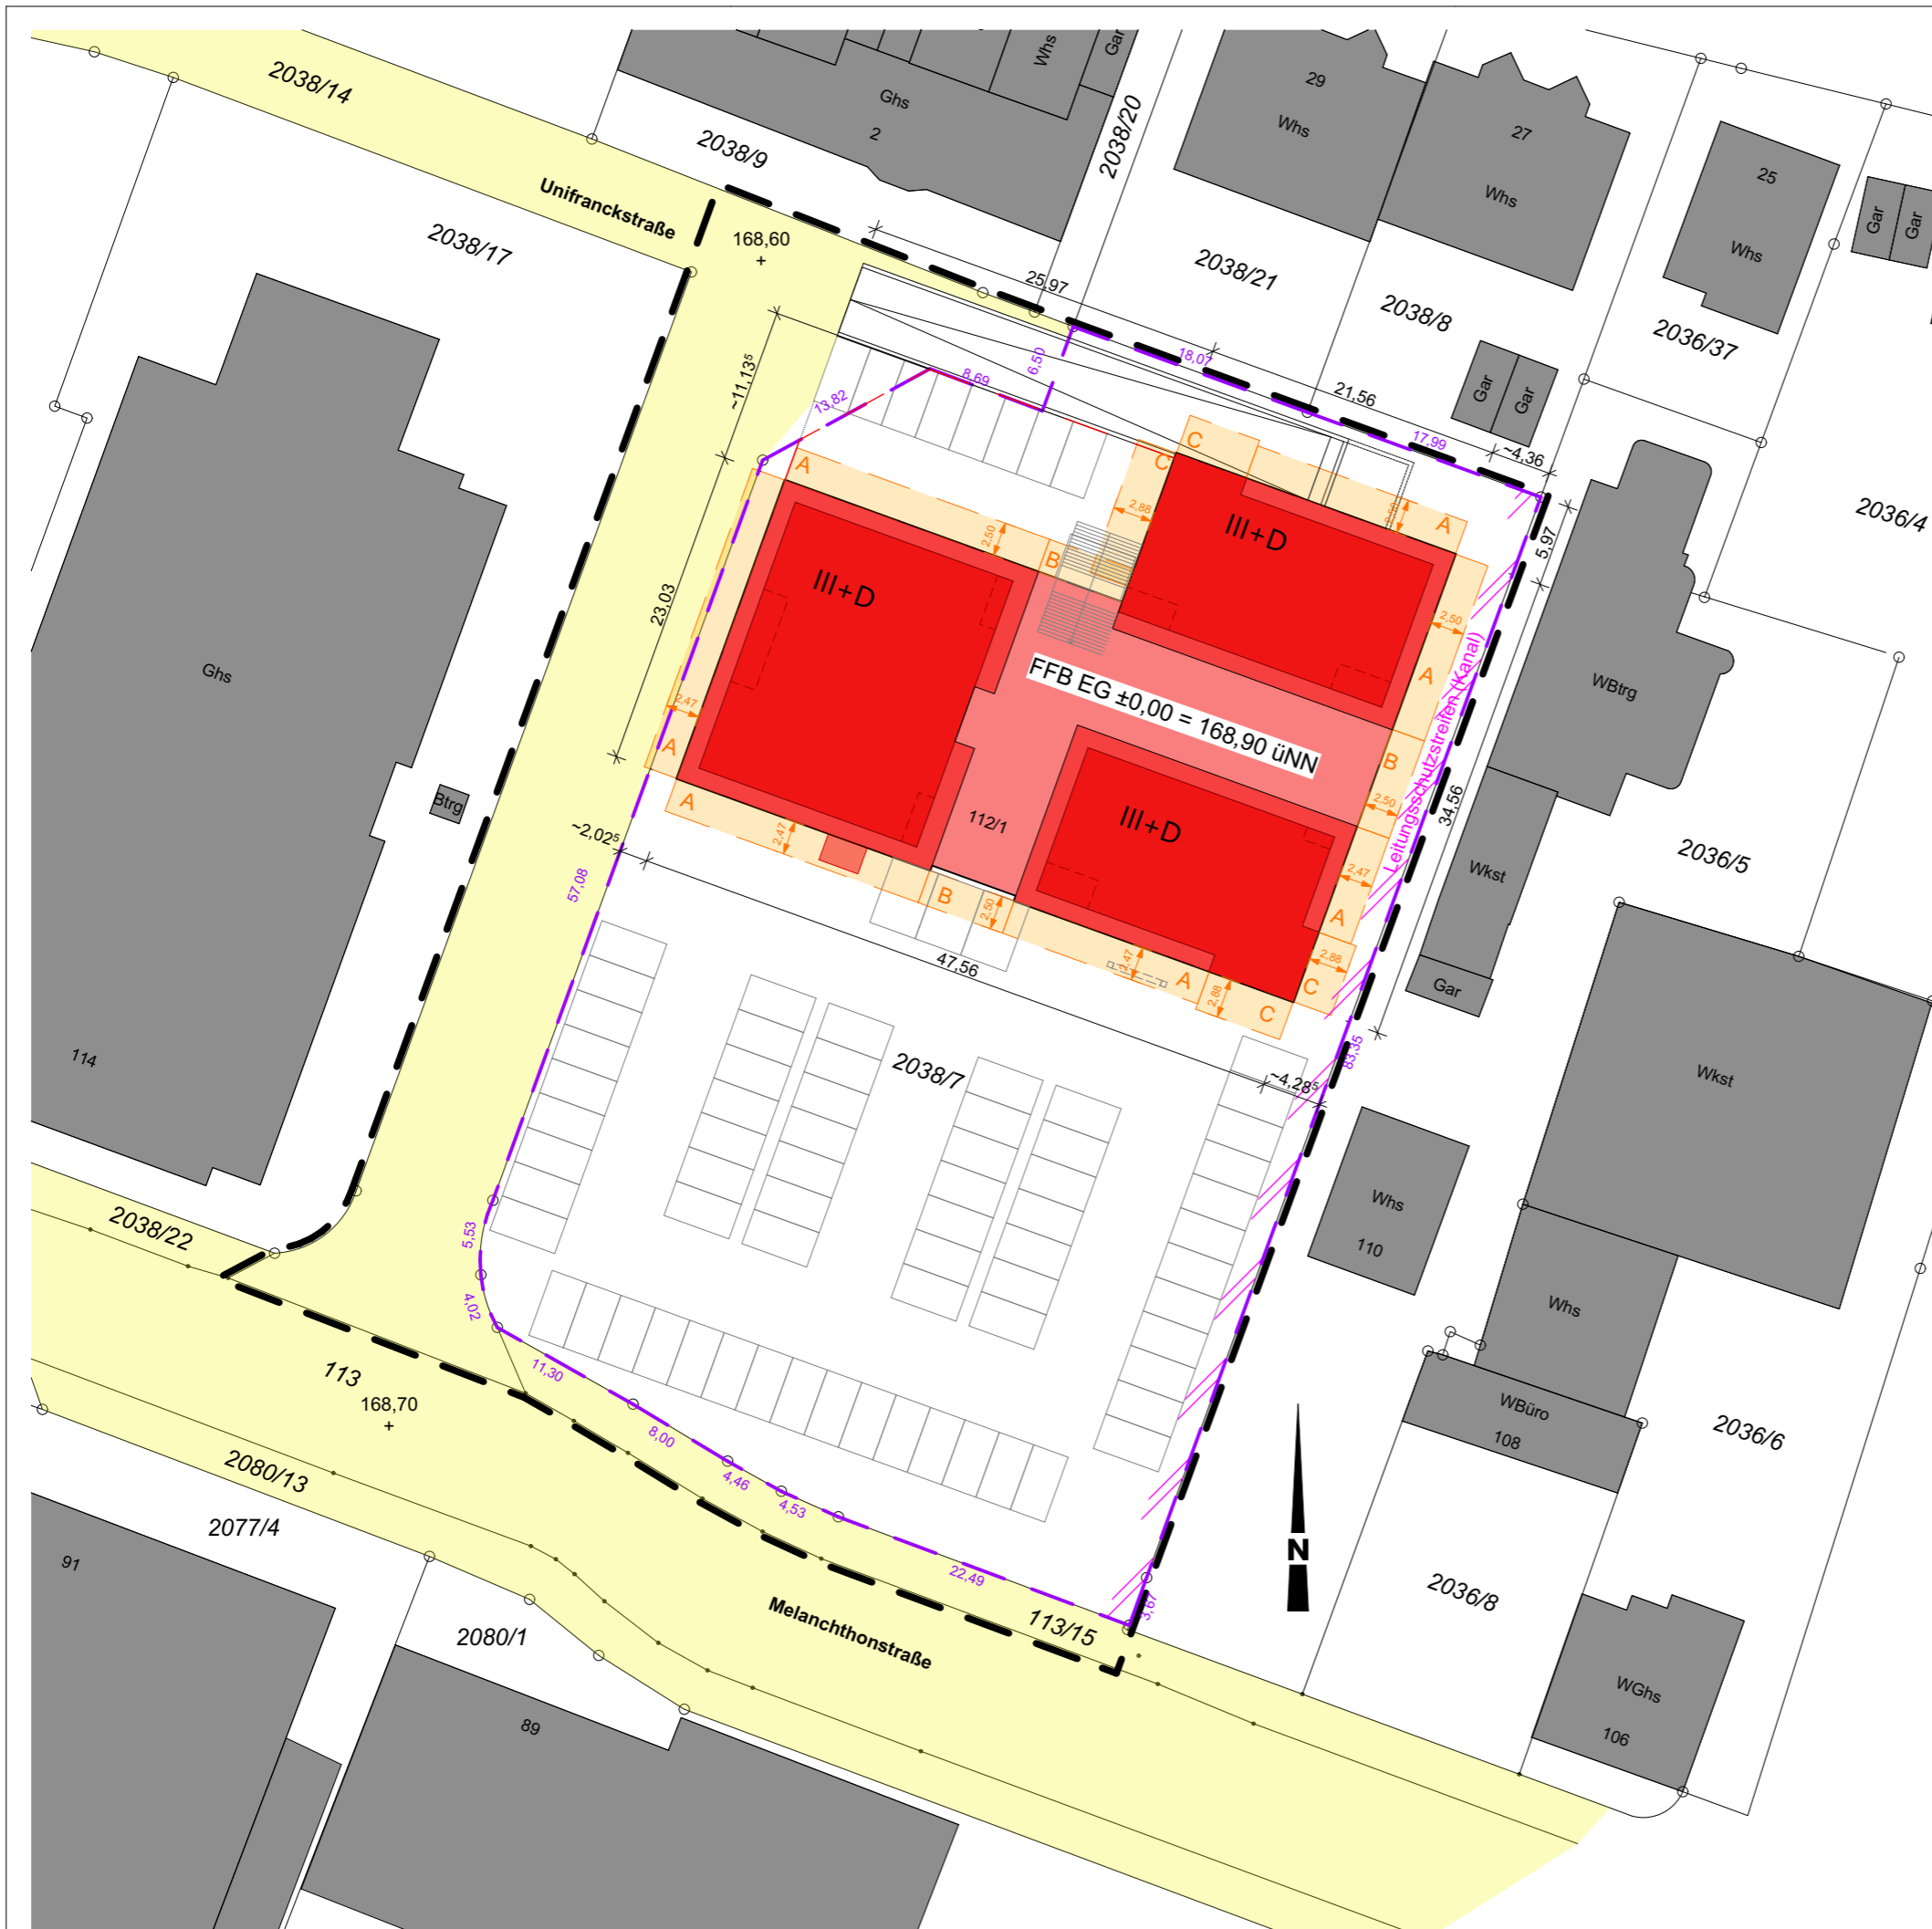 2038/14
Ghs
2
Whs
Gar
29
Whs
27
Whs
2038/9
2038/20
25
Whs
Gar
Gar
Unifranckstraße
168,60
+
2038/17
25,97
2038/21
2038/8
2036/37
6,50
18,07
8,69
21,56
Gar
Gar
~11,13⁵
13,82
17,99
~4,36
C
C
A
A
2,88
2,50
III+D
5,97
2036/4
2,50
B
III+D
23,03
2,50
A
Leitungsschutzstreifen (Kanal)
FFB EG ±0,00 = 168,90 üNN
WBtrg
Ghs
2,47
A
A
B
2,50
34,56
Btrg
112/1
III+D
~2,02⁵
2,47
2,47
Wkst
2036/5
57,08
B
2,50
A
47,56
2,47
A
2,88
2,88
C
C
Gar
114
2038/7
83,35
~4,28⁵
Wkst
Whs
110
2038/22
5,53
4,02
Whs
113
168,70
+
11,30
8,00
WBüro
108
2036/6
2080/13
4,46
4,53
2077/4
N
91
22,49
3,67
2036/8
2080/1
Melanchthonstraße
113/15
WGhs
106
89